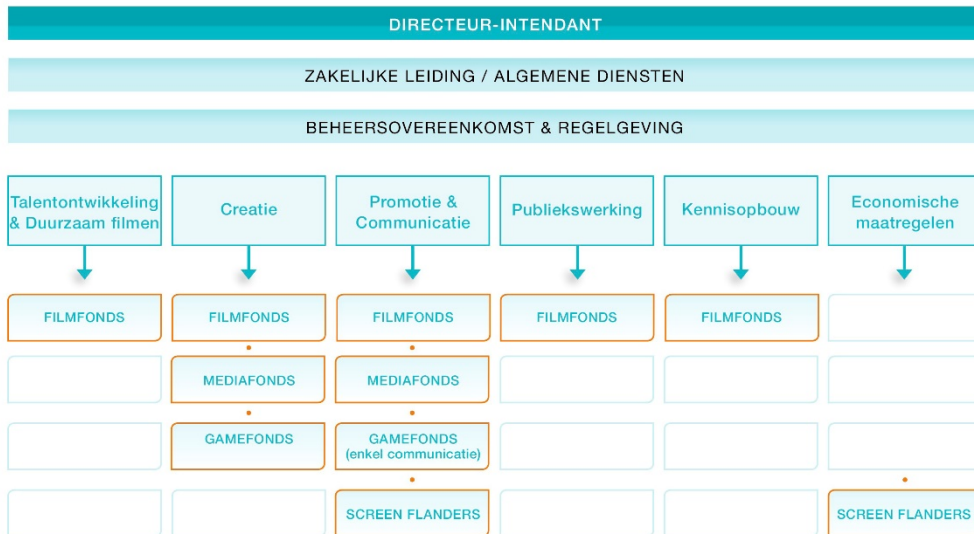 DIRECTEUR-INTENDANT
ZAKELIJKE LEIDING / ALGEMENE DIENSTEN
BEHEERSOVEREENKOMST & REGELGEVING
Talentontwikkeling
& Duurzaam filmen
Creatie
Promotie &
Communicatie
Publiekswerking
Kennisopbouw
Economische
maatregelen
FILMFONDS
FILMFONDS
FILMFONDS
FILMFONDS
FILMFONDS
MEDIAFONDS
MEDIAFONDS
GAMEFONDS
GAMEFONDS
(enkel communicatie)
SCREEN FLANDERS
SCREEN FLANDERS